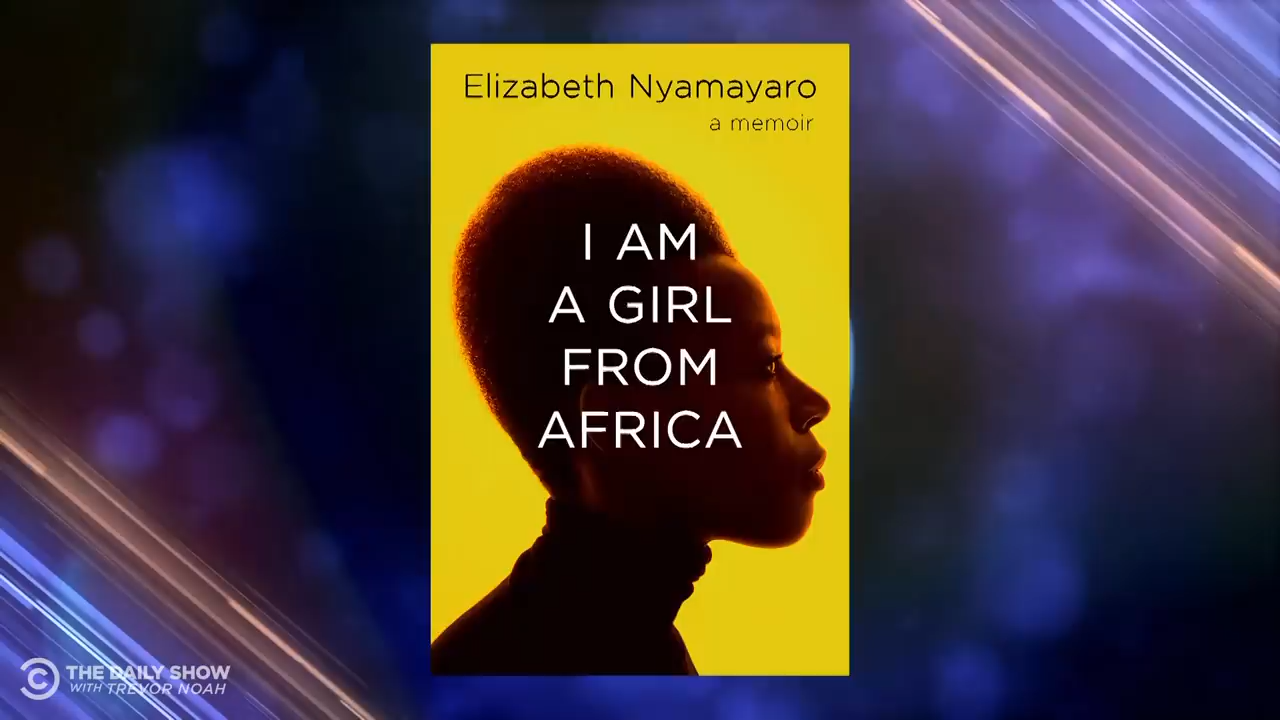 Elizabeth Nyamayaro
a memoir
I AM
A GIRL
FROM
AFRICA
THE DAILY SHOW
WITH TREVOR NOAH